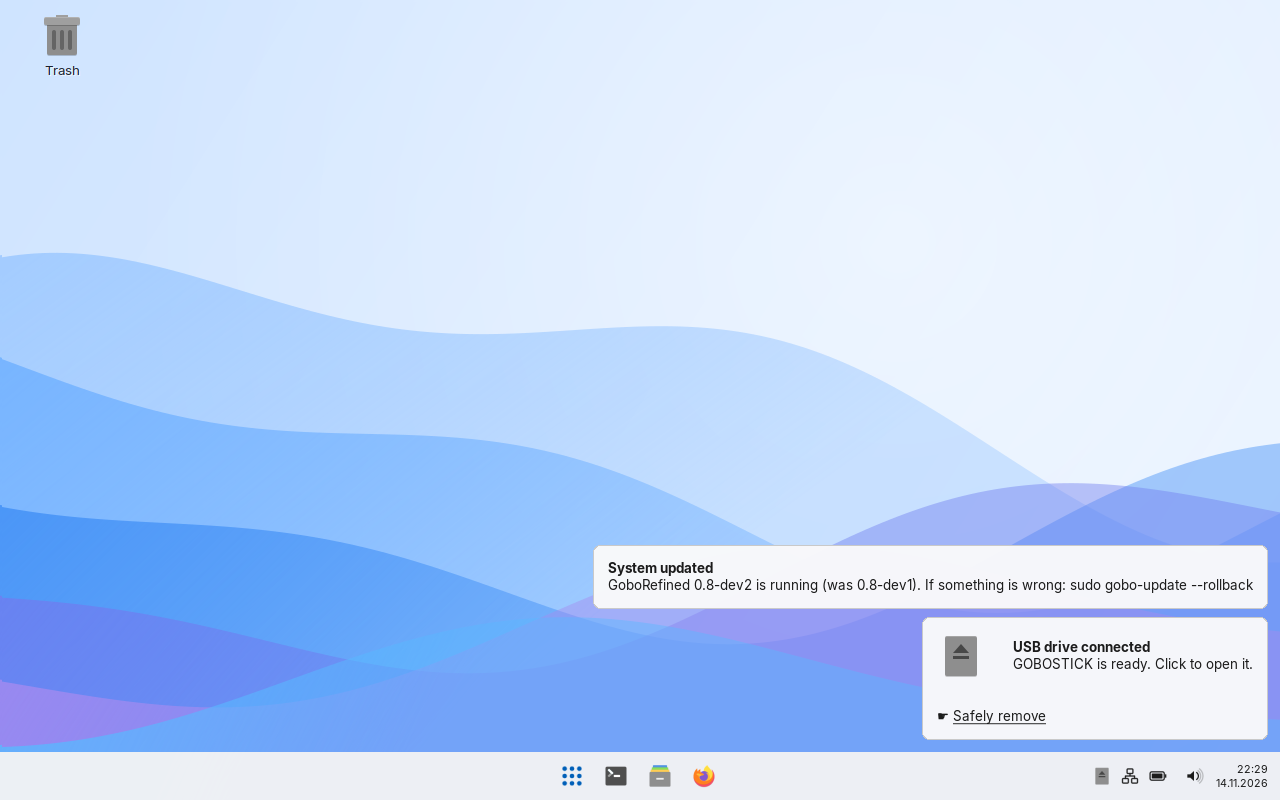 Trash
System updated
GoboRefined 0.8-dev2 is running (was 0.8-dev1). If something is wrong: sudo gobo-update --rollback
USB drive connected
GOBOSTICK is ready. Click to open it.
☛ Safely remove
22:29
14.11.2026